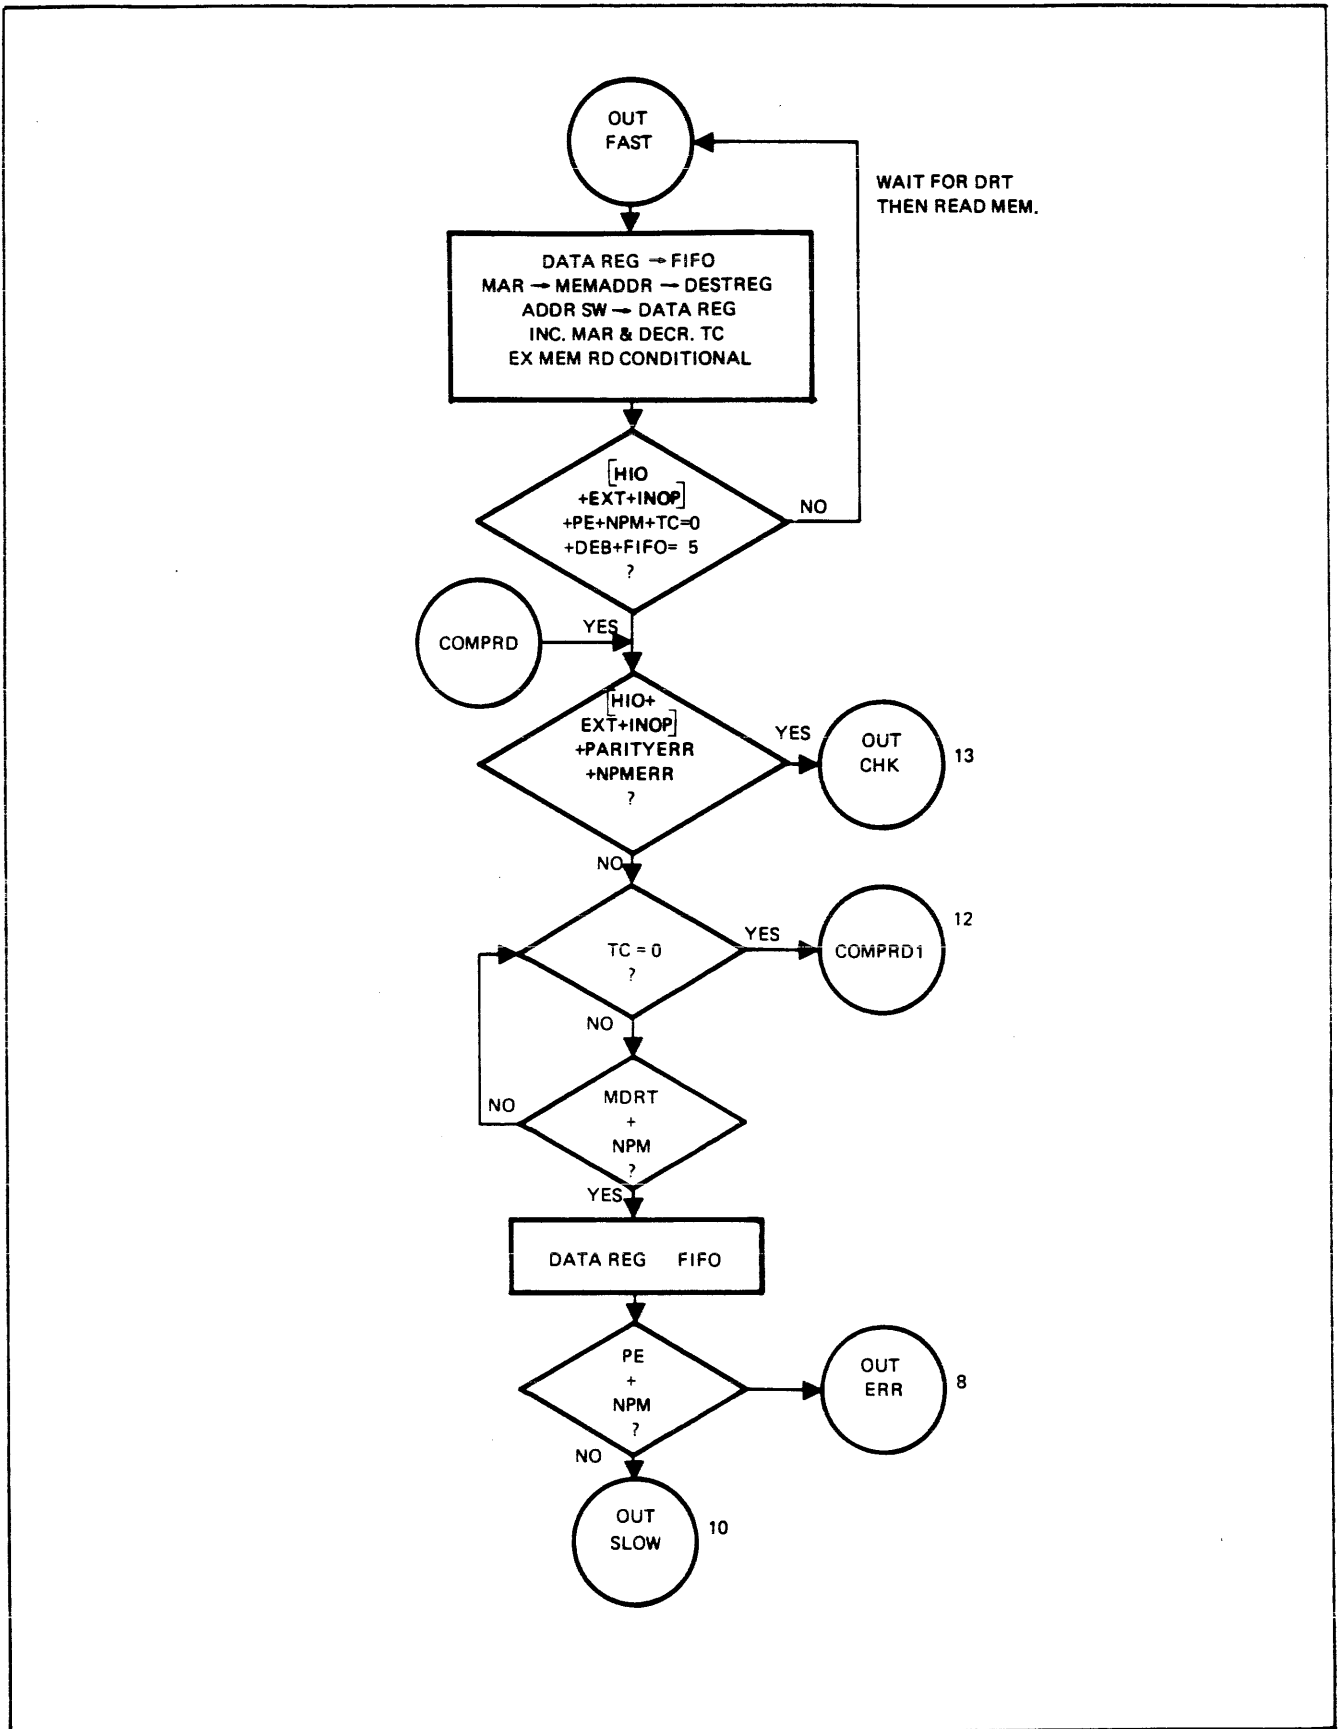 OUT
FAST
WAIT FOR DRT
THEN READ MEM.
DATA REG → FIFO
MAR → MEMADDR → DESTREG
ADDR SW → DATA REG
INC. MAR & DECR. TC
EX MEM RD CONDITIONAL
[HIO
+EXT+INOP]
+PE+NPM+TC=0
+DEB+FIFO= 5
?
NO
YES
COMPRD
[HIO+
EXT+INOP]
+PARITYERR
+NPMERR
?
YES
OUT
CHK
13
NO
TC = 0
?
YES
COMPRD1
12
NO
MDRT
+
NPM
?
NO
YES
DATA REG FIFO
PE
+
NPM
?
OUT
ERR
8
NO
OUT
SLOW
10